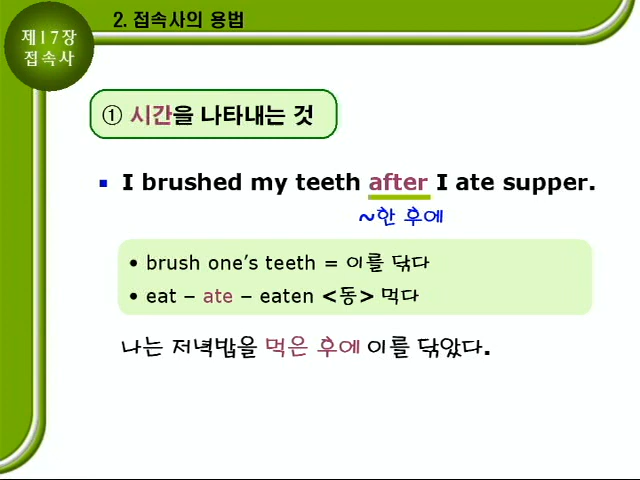 2. 접속사의 용법
제17장
접속사
① 시간을 나타내는 것
▪ I brushed my teeth after I ate supper.
~한 후에
• brush one’s teeth = 이를 닦다
• eat – ate – eaten <동> 먹다
나는 저녁밥을 먹은 후에 이를 닦았다.